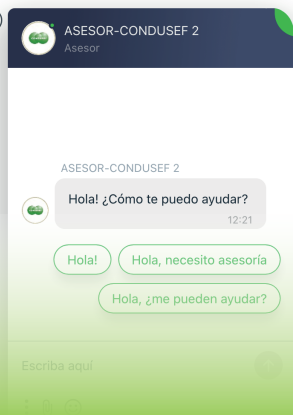 ASESOR-CONDUSEF 2
Asesor
ASESOR-CONDUSEF 2
Hola! ¿Cómo te puedo ayudar?
12:21
Hola!
Hola, necesito asesoría
Hola, ¿me pueden ayudar?
Escriba aquí